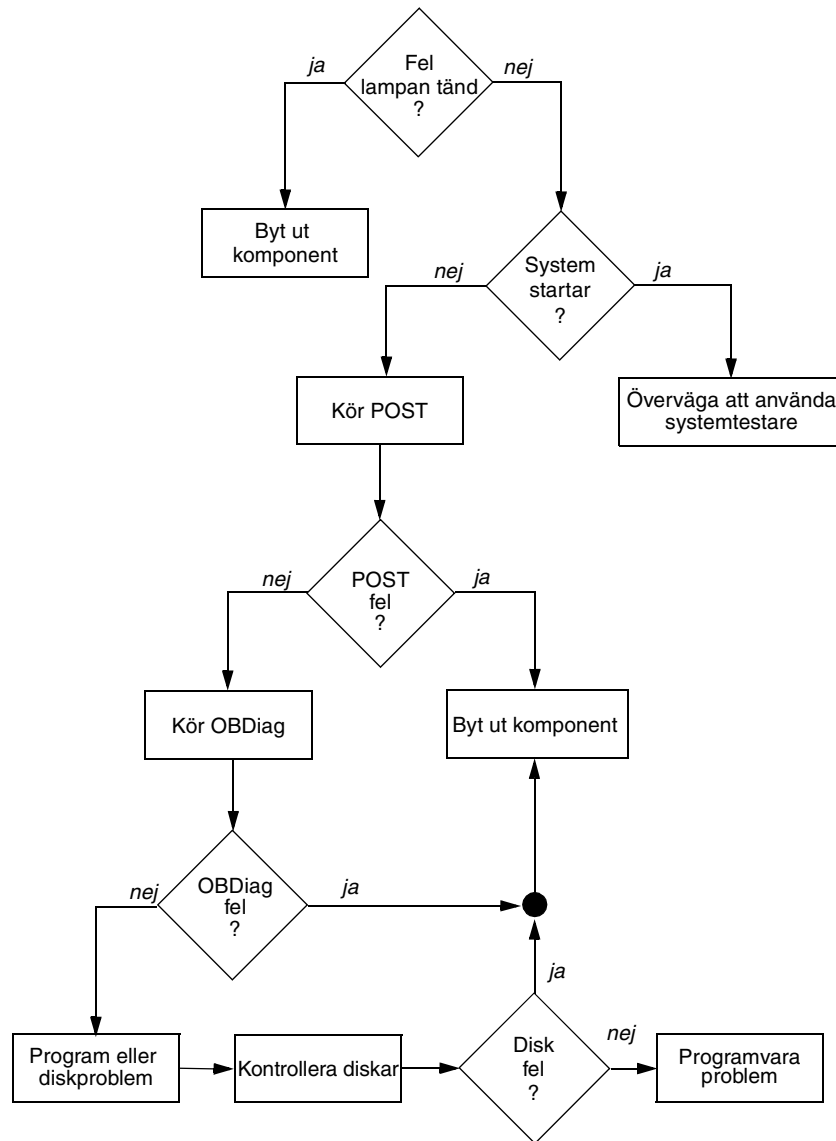 Fel
lampan tänd
?
ja
nej
Byt ut
komponent
System
startar
?
nej
ja
Kör POST
Överväga att använda
systemtestare
POST
fel
?
nej
ja
Kör OBDiag
Byt ut komponent
OBDiag
fel
?
nej
ja
ja
Program eller
diskproblem
Kontrollera diskar
Disk
fel
?
nej
Programvara
problem